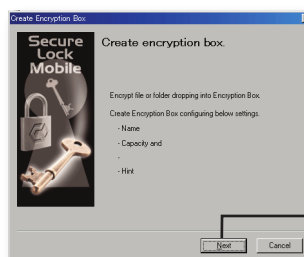 Create Encryption Box
Secure
Lock
Mobile
Create encryption box.
Encrypt file or folder dropping into Encryption Box.
Create Encryption Box configuring below settings.
- Name
- Capacity and
-
- Hint
Next
Cancel